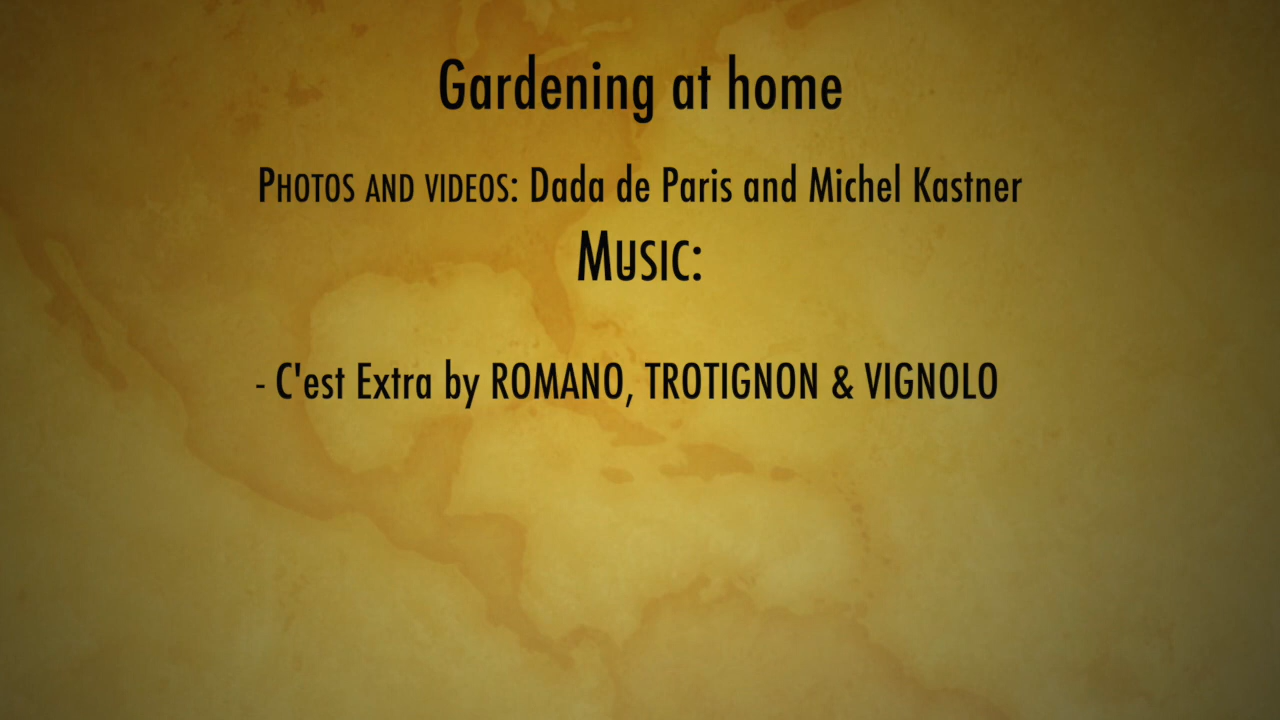 Gardening at home
Photos and videos: Dada de Paris and Michel Kastner
Music:
- C'est Extra by ROMANO, TROTIGNON & VIGNOLO